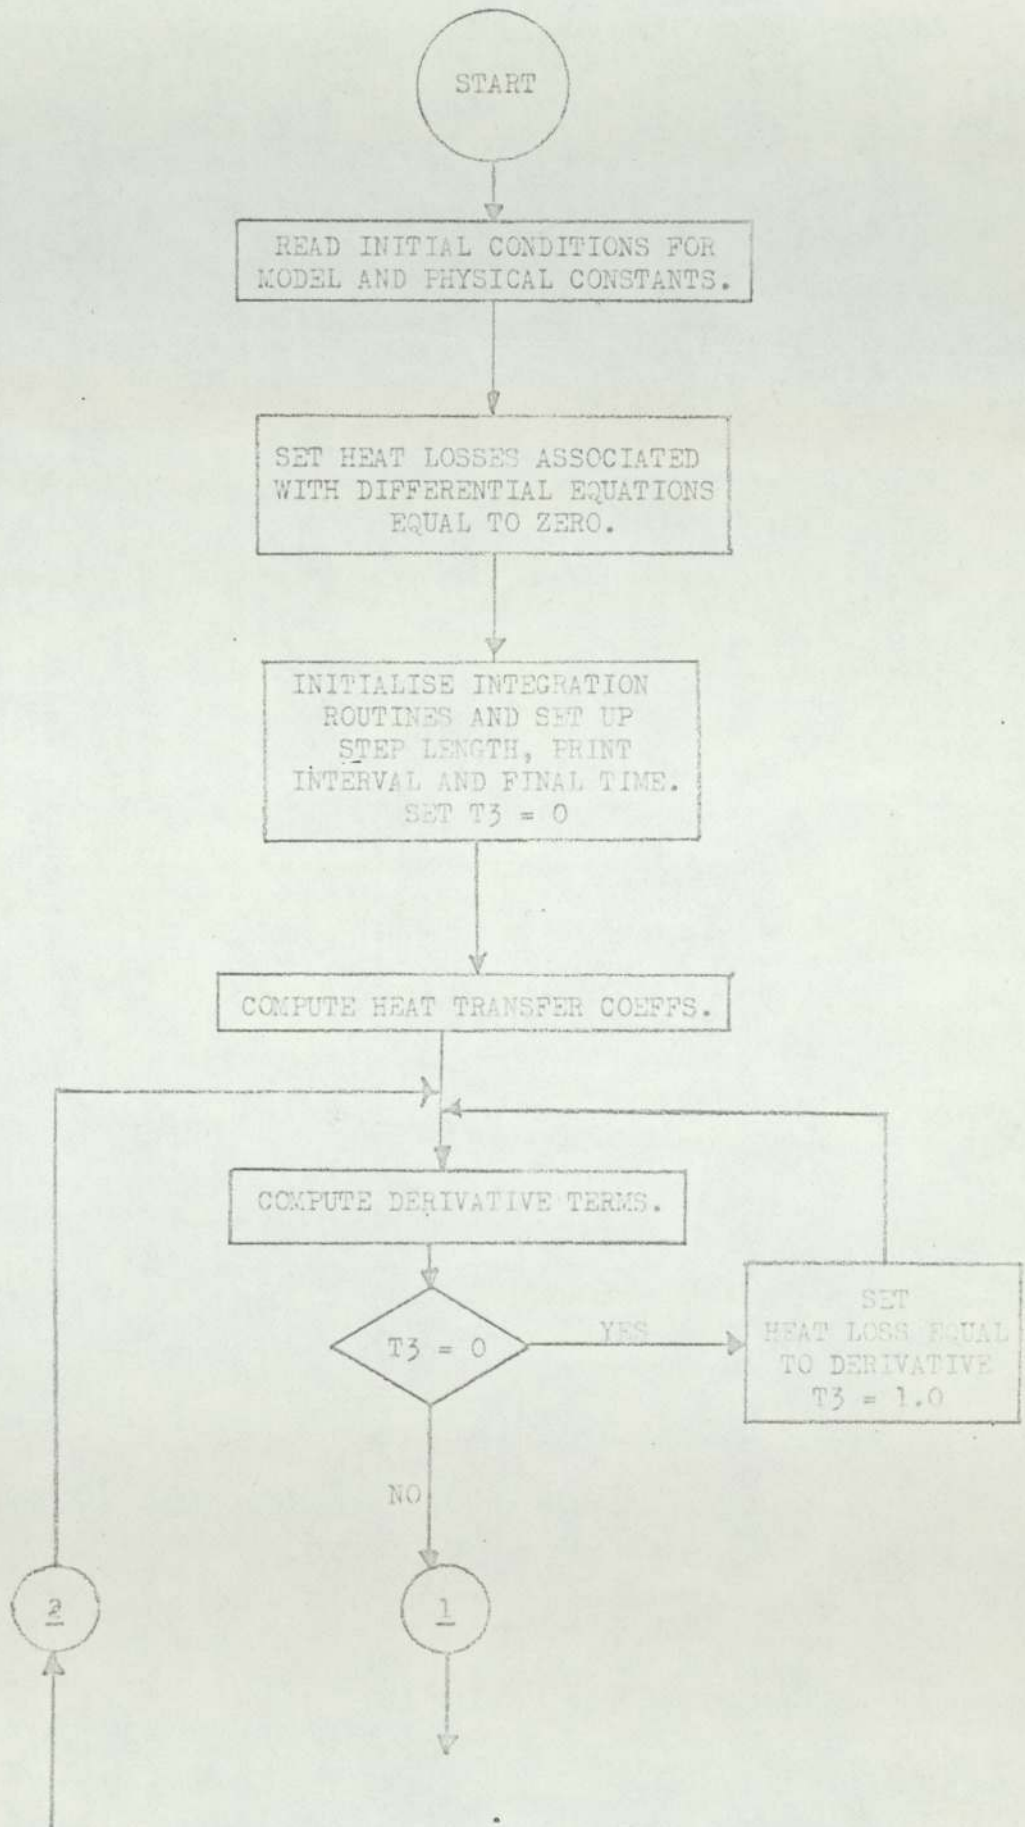 START
READ INITIAL CONDITIONS FOR
MODEL AND PHYSICAL CONSTANTS.
SET HEAT LOSSES ASSOCIATED
WITH DIFFERENTIAL EQUATIONS
EQUAL TO ZERO.
INITIALISE INTEGRATION
ROUTINES AND SET UP
STEP LENGTH, PRINT
INTERVAL AND FINAL TIME.
SET T3 = 0
COMPUTE HEAT TRANSFER COEFFS.
COMPUTE DERIVATIVE TERMS.
T3 = 0
YES
SET
HEAT LOSS EQUAL
TO DERIVATIVE
T3 = 1.0
NO
2
1